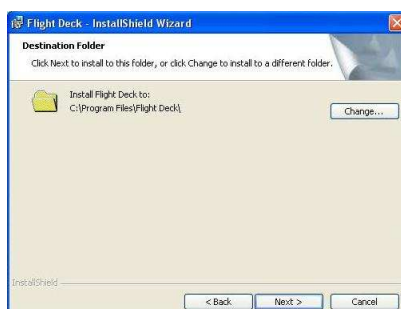 Flight Deck - InstallShield Wizard
Destination Folder
Click Next to install to this folder, or click Change to install to a different folder.
Install Flight Deck to:
C:\Program Files\Flight Deck\
Change...
InstallShield
< Back
Next >
Cancel